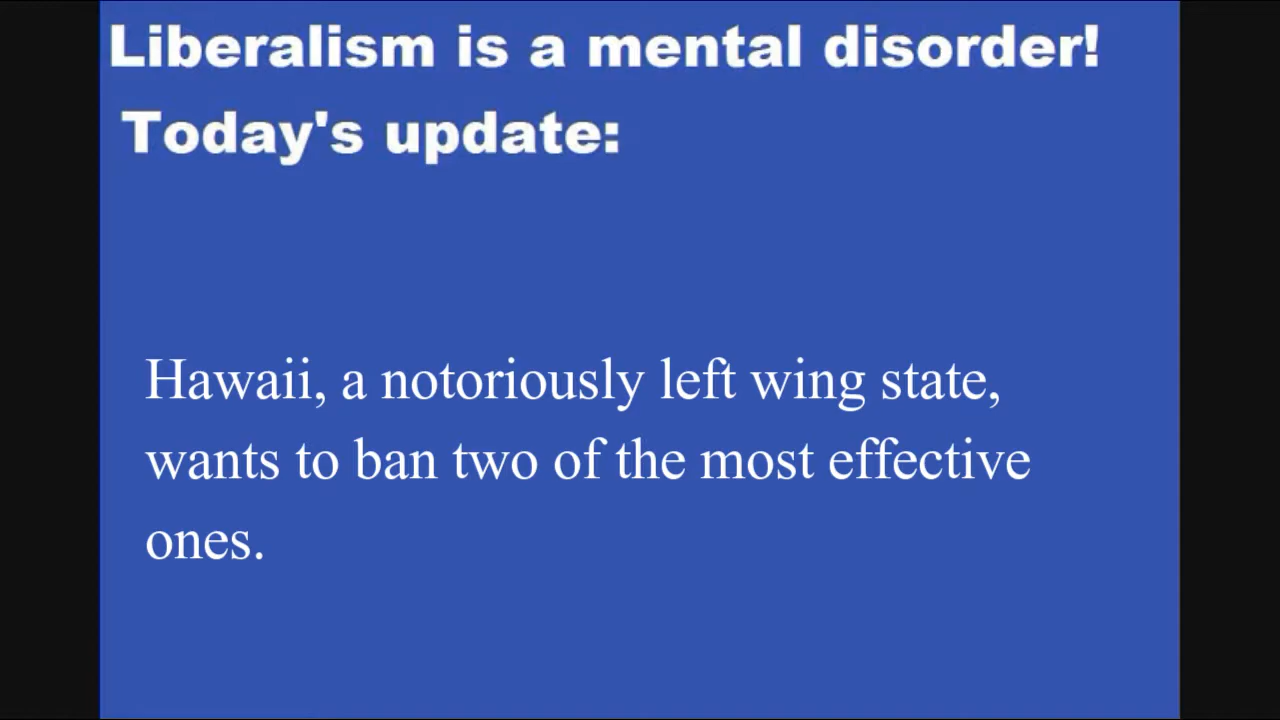 Liberalism is a mental disorder!
Today's update:
Hawaii, a notoriously left wing state,
wants to ban two of the most effective
ones.